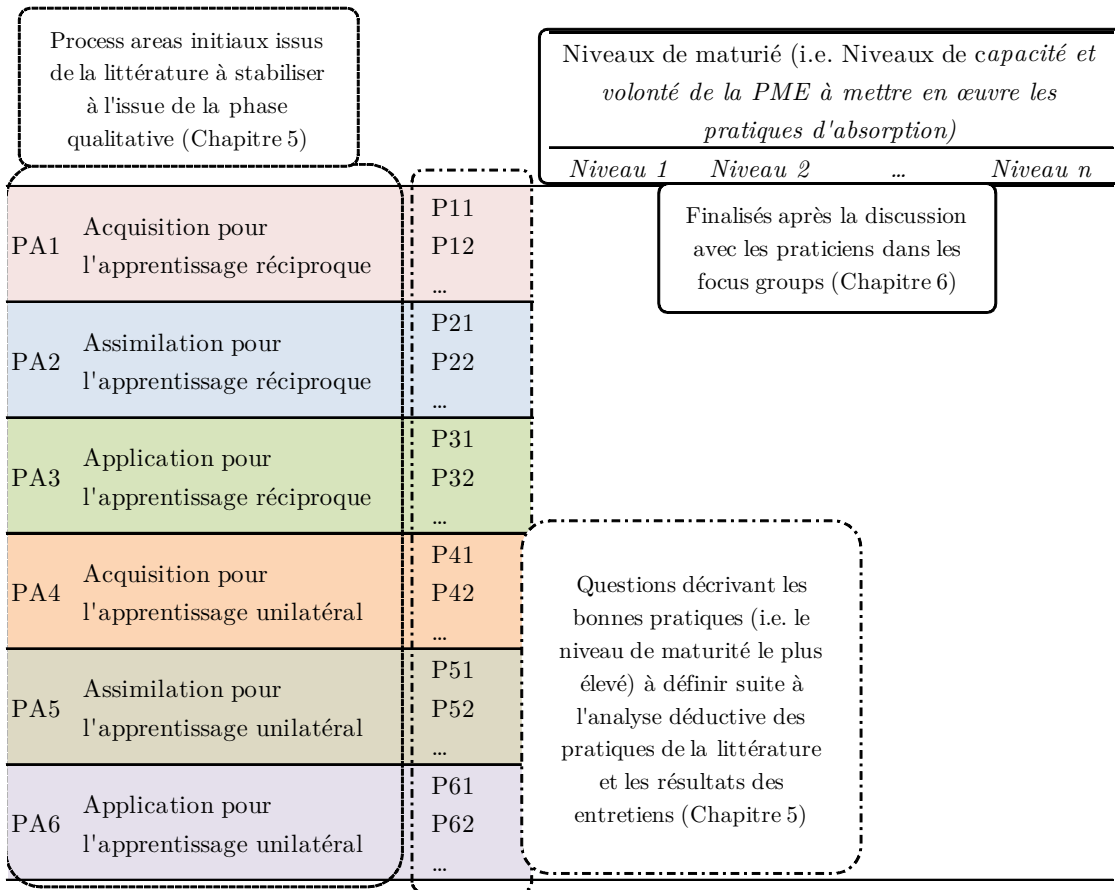 Process areas initiaux issus
de la littérature à stabiliser
à l'issue de la phase
qualitative (Chapitre 5)
Niveaux de maturié (i.e. Niveaux de capacité et
volonté de la PME à mettre en œuvre les
pratiques d'absorption)
Niveau 1 Niveau 2 ... Niveau n
Finalisés après la discussion
avec les praticiens dans les
focus groups (Chapitre 6)
PA1
Acquisition pour
l'apprentissage réciproque
P11
P12
...
PA2
Assimilation pour
l'apprentissage réciproque
P21
P22
...
PA3
Application pour
l'apprentissage réciproque
P31
P32
...
PA4
Acquisition pour
l'apprentissage unilatéral
P41
P42
...
PA5
Assimilation pour
l'apprentissage unilatéral
P51
P52
...
PA6
Application pour
l'apprentissage unilatéral
P61
P62
...
Questions décrivant les
bonnes pratiques (i.e. le
niveau de maturité le plus
élevé) à définir suite à
l'analyse déductive des
pratiques de la littérature
et les résultats des
entretiens (Chapitre 5)